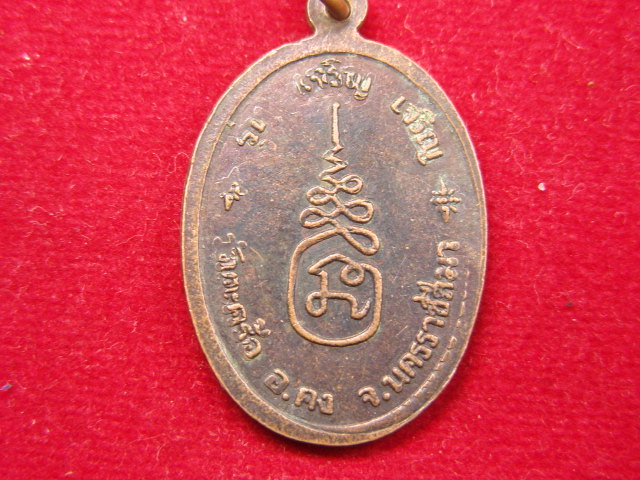 รุ่น เจริญ เจริญ
วัดตะคร้อ อ.คง จ.นครราชสีมา